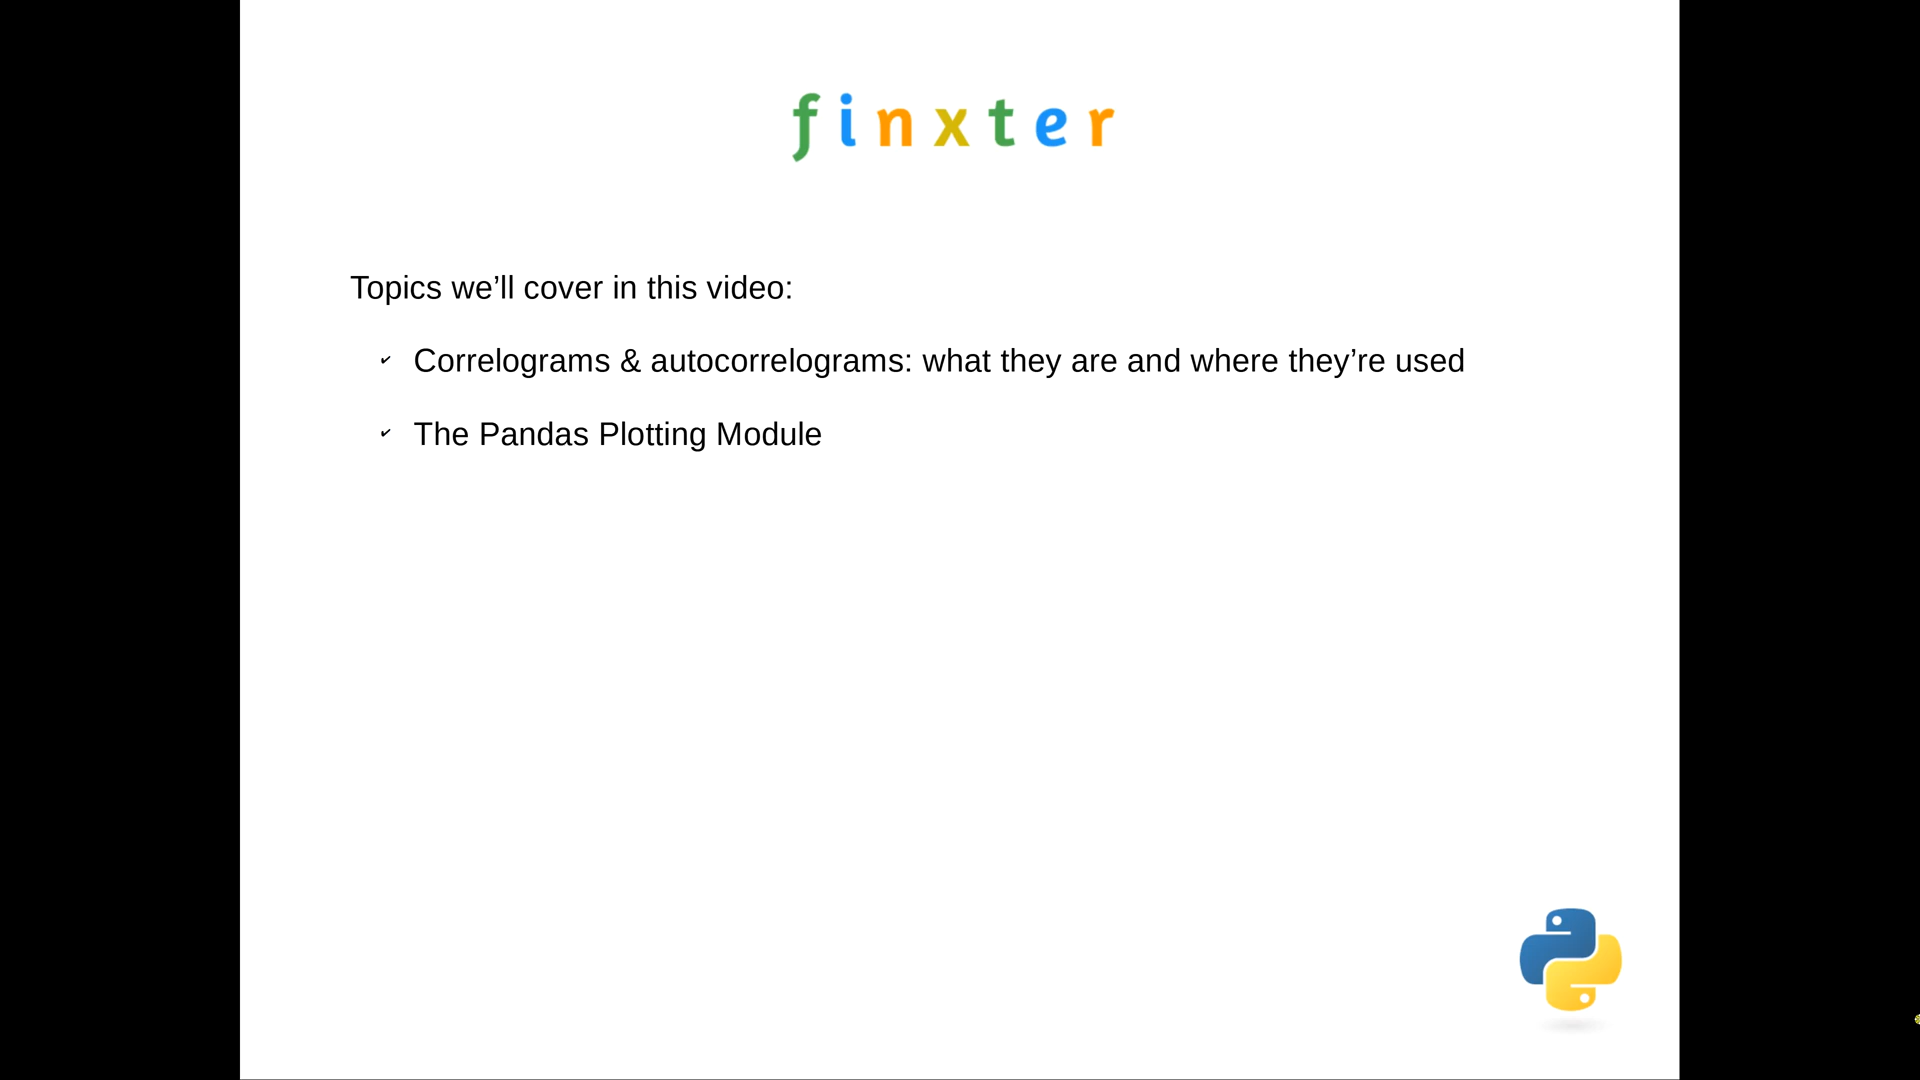 finxter
Topics we’ll cover in this video:
✔ Correlograms & autocorrelograms: what they are and where they’re used
✔ The Pandas Plotting Module